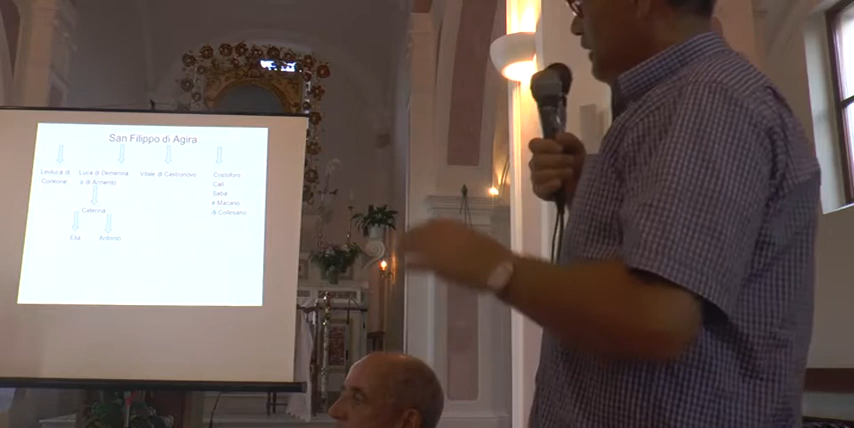 San Filippo di Agira
Leoluca di
Corleone
Luca di Demenna
o di Armento
Vitale di Castronovo
Cristoforo
Calì
Saba
e Macario
di Collesano
Caterina
Elia
Antonio